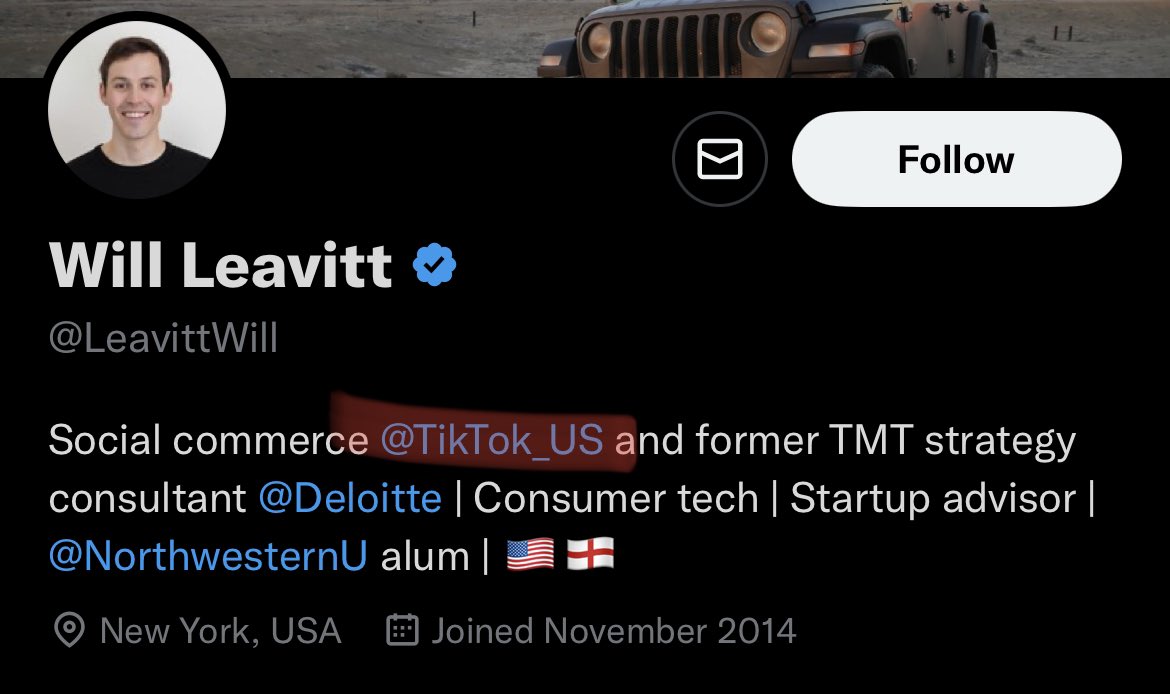 Follow
Will Leavitt
@LeavittWill
Social commerce @TikTok_US and former TMT strategy
consultant @Deloitte | Consumer tech | Startup advisor |
@NorthwesternU alum | 🇺🇸 🏴󠁧󠁢󠁥󠁮󠁧󠁿
New York, USA Joined November 2014